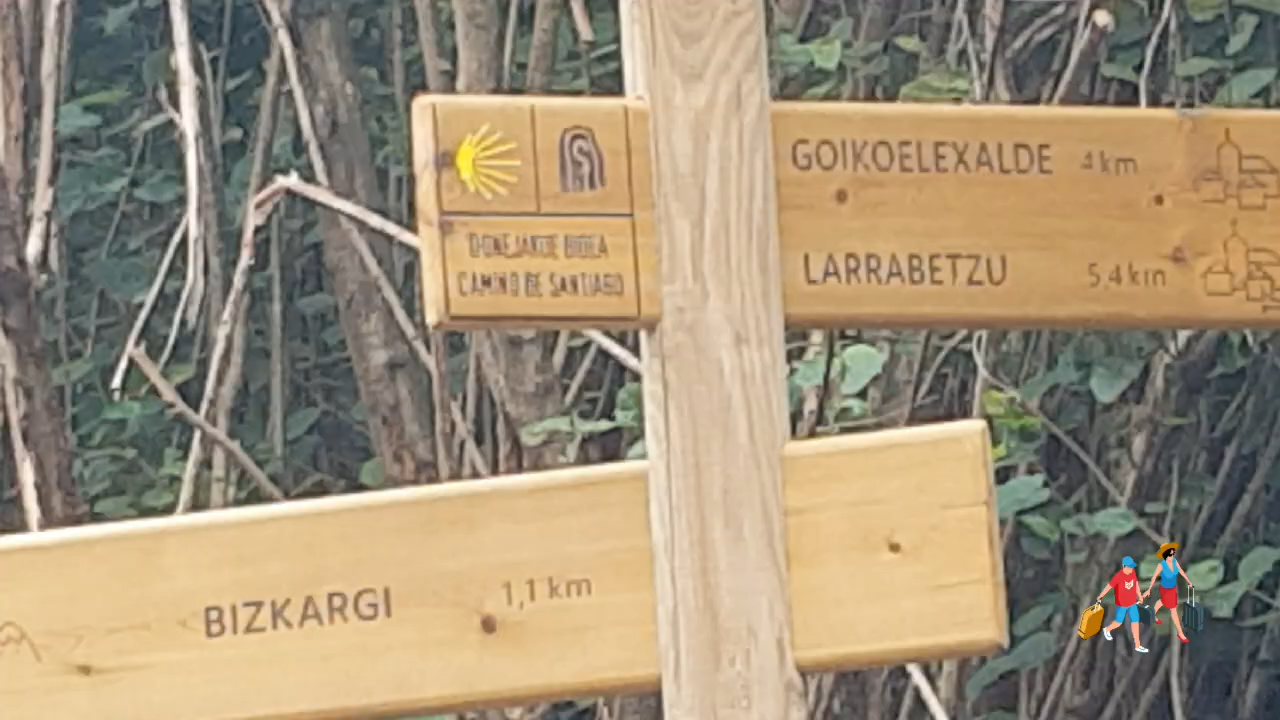 GOIKOELEXALDE 4 km
DONEJAKUE BIDEA
CAMINO DE SANTIAGO
LARRABETZU 5,4 km
BIZKARGI 1,1 km